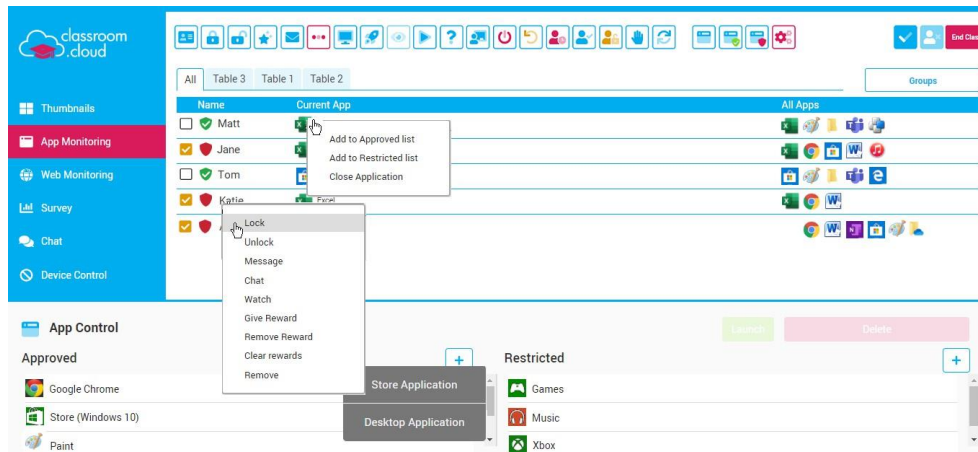 classroom
.cloud
End Clas
All Table 3 Table 1 Table 2
Groups
Name Current App All Apps
Thumbnails
App Monitoring
Web Monitoring
Survey
Chat
Device Control
Matt
Jane
Tom
Katie Excel
A
Add to Approved list
Add to Restricted list
Close Application
Lock
Unlock
Message
Chat
Watch
Give Reward
Remove Reward
Clear rewards
Remove
App Control
Launch Delete
Approved +
Restricted +
Store Application
Desktop Application
Google Chrome
Store (Windows 10)
Paint
Games
Music
Xbox